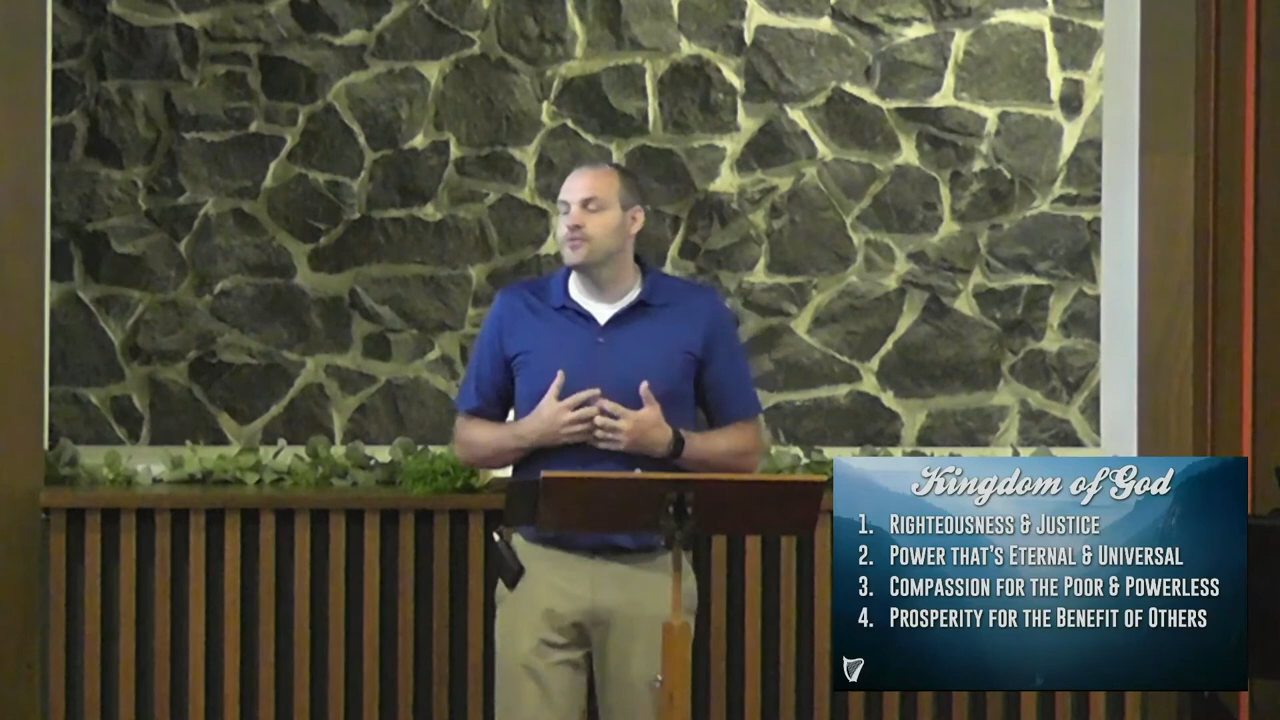 Kingdom of God
1. Righteousness & Justice
2. Power that's Eternal & Universal
3. Compassion for the Poor & Powerless
4. Prosperity for the Benefit of Others